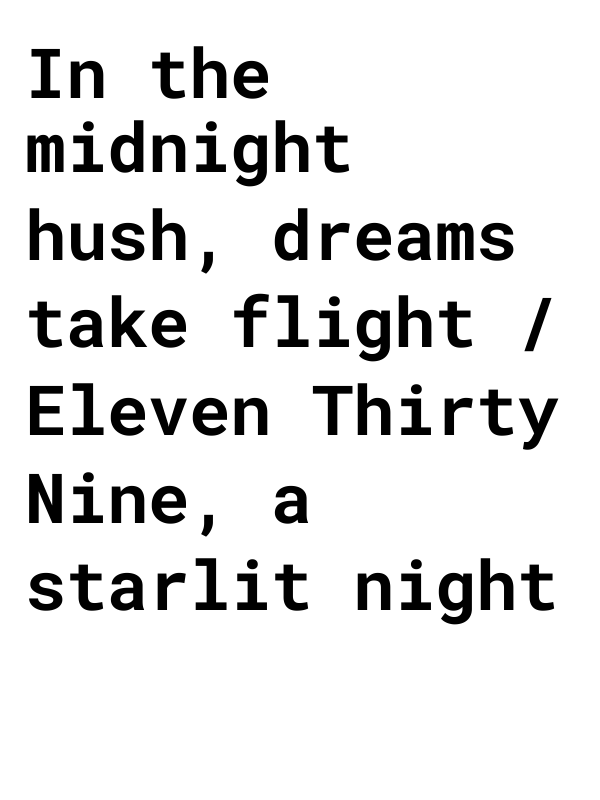 In the
midnight
hush, dreams
take flight /
Eleven Thirty
Nine, a
starlit night